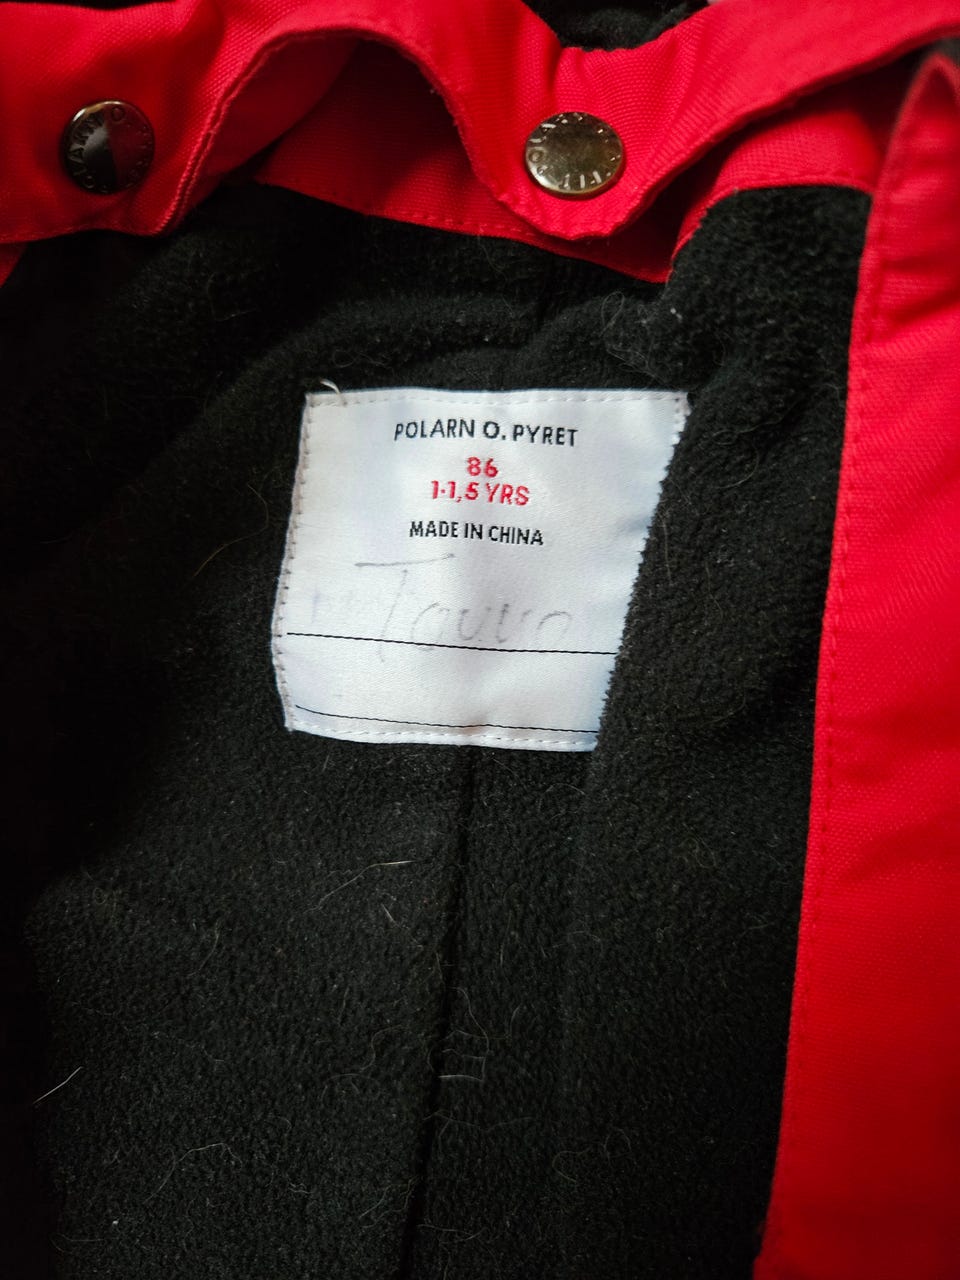 POLARN O. PYRET
86
1-1,5 YRS
MADE IN CHINA